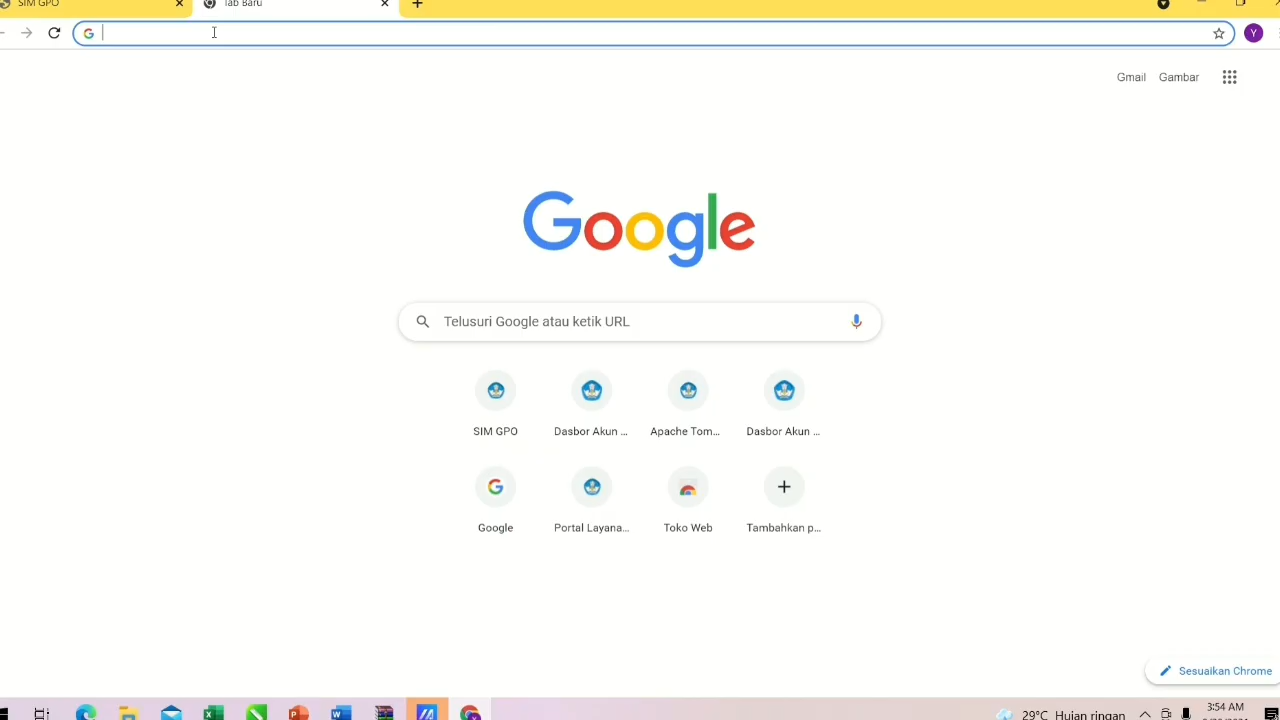 SIM GPO
Tab Baru
Y
Gmail Gambar
Google
Telusuri Google atau ketik URL
SIM GPO Dasbor Akun ... Apache Tom... Dasbor Akun ...
Google Portal Layana... Toko Web Tambahkan p...
Sesuaikan Chrome
29°C Hujan ringan 3:54 AM